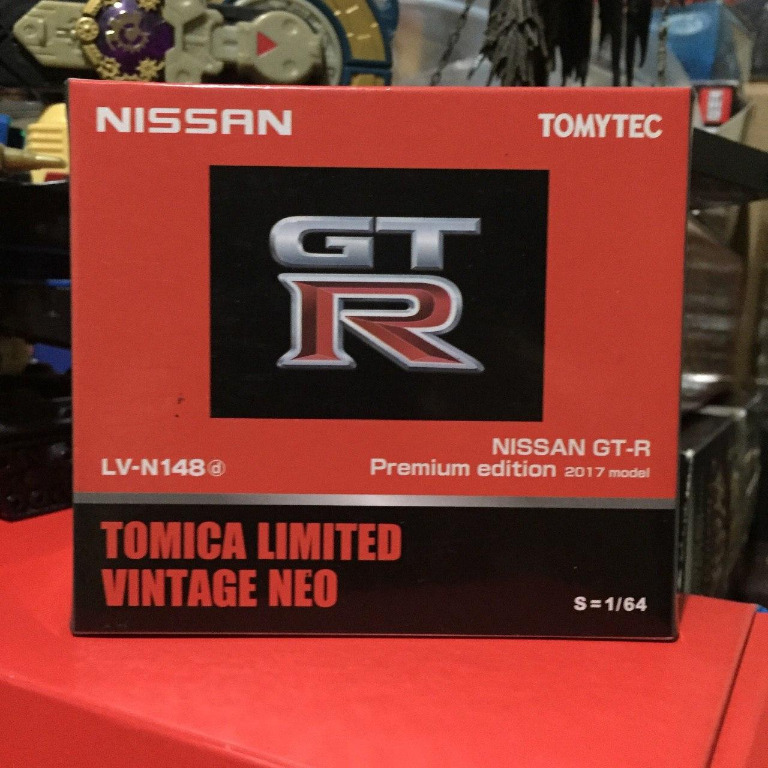 NISSAN
TOMYTEC
GT
R
NISSAN GT-R
LV-N148ⓓ
Premium edition 2017 model
TOMICA LIMITED
VINTAGE NEO
S=1/64